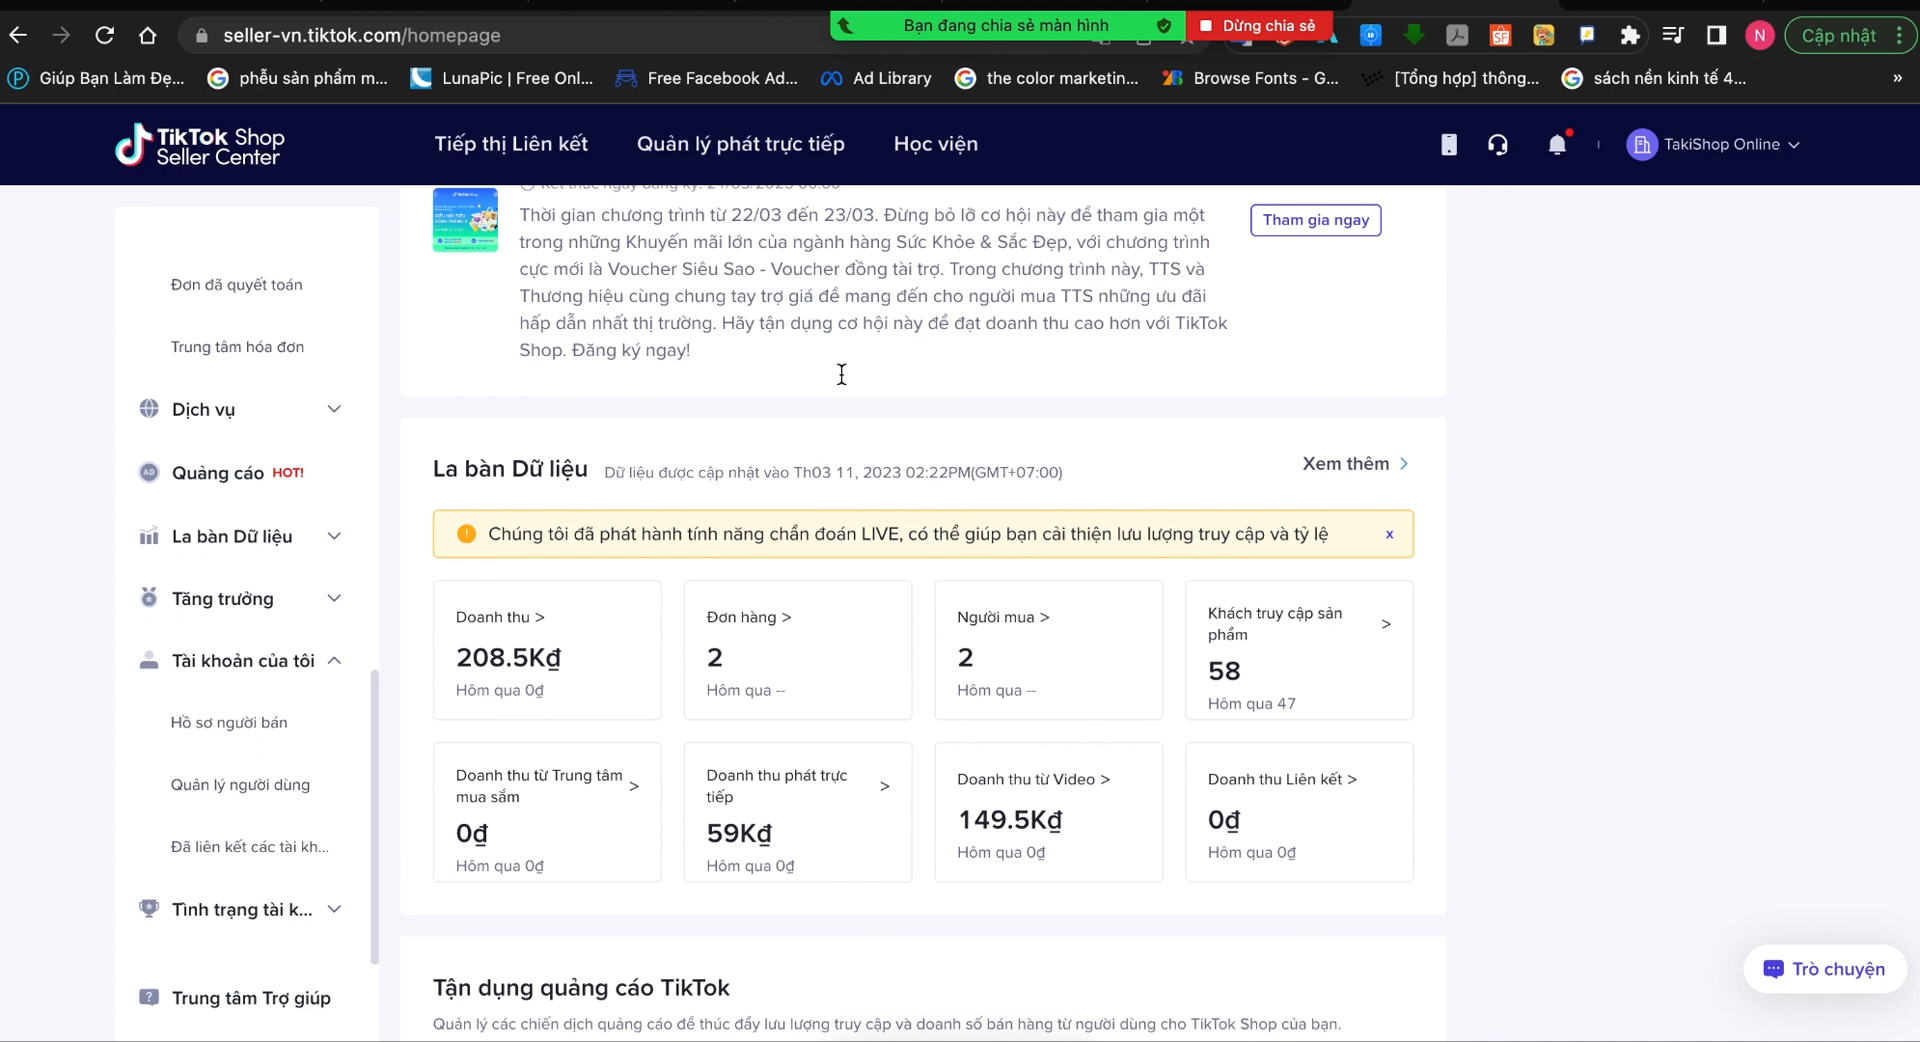 seller-vn.tiktok.com/homepage
Bạn đang chia sẻ màn hình
Dừng chia sẻ
SF
N
Cập nhật
Giúp Bạn Làm Đẹ...
phễu sản phẩm m...
LunaPic | Free Onl...
Free Facebook Ad...
Ad Library
the color marketin...
Browse Fonts - G...
[Tổng hợp] thông...
sách nền kinh tế 4...
»
TikTok Shop
Seller Center
Tiếp thị Liên kết
Quản lý phát trực tiếp
Học viện
TakiShop Online
Đơn đã quyết toán
Trung tâm hóa đơn
Dịch vụ
AD
Quảng cáo HOT!
La bàn Dữ liệu
Tăng trưởng
Tài khoản của tôi
Hồ sơ người bán
Quản lý người dùng
Đã liên kết các tài kh...
Tình trạng tài k...
Trung tâm Trợ giúp
Thời gian chương trình từ 22/03 đến 23/03. Đừng bỏ lỡ cơ hội này để tham gia một
trong những Khuyến mãi lớn của ngành hàng Sức Khỏe & Sắc Đẹp, với chương trình
cực mới là Voucher Siêu Sao - Voucher đồng tài trợ. Trong chương trình này, TTS và
Thương hiệu cùng chung tay trợ giá để mang đến cho người mua TTS những ưu đãi
hấp dẫn nhất thị trường. Hãy tận dụng cơ hội này để đạt doanh thu cao hơn với TikTok
Shop. Đăng ký ngay!
Tham gia ngay
La bàn Dữ liệu
Dữ liệu được cập nhật vào Th03 11, 2023 02:22PM(GMT+07:00)
Xem thêm >
Chúng tôi đã phát hành tính năng chẩn đoán LIVE, có thể giúp bạn cải thiện lưu lượng truy cập và tỷ lệ
x
Doanh thu >
208.5K₫
Hôm qua 0₫
Đơn hàng >
2
Hôm qua --
Người mua >
2
Hôm qua --
Khách truy cập sản
phẩm >
58
Hôm qua 47
Doanh thu từ Trung tâm
mua sắm >
0₫
Hôm qua 0₫
Doanh thu phát trực
tiếp >
59K₫
Hôm qua 0₫
Doanh thu từ Video >
149.5K₫
Hôm qua 0₫
Doanh thu Liên kết >
0₫
Hôm qua 0₫
Tận dụng quảng cáo TikTok
Quản lý các chiến dịch quảng cáo để thúc đẩy lưu lượng truy cập và doanh số bán hàng từ người dùng cho TikTok Shop của bạn.
Trò chuyện